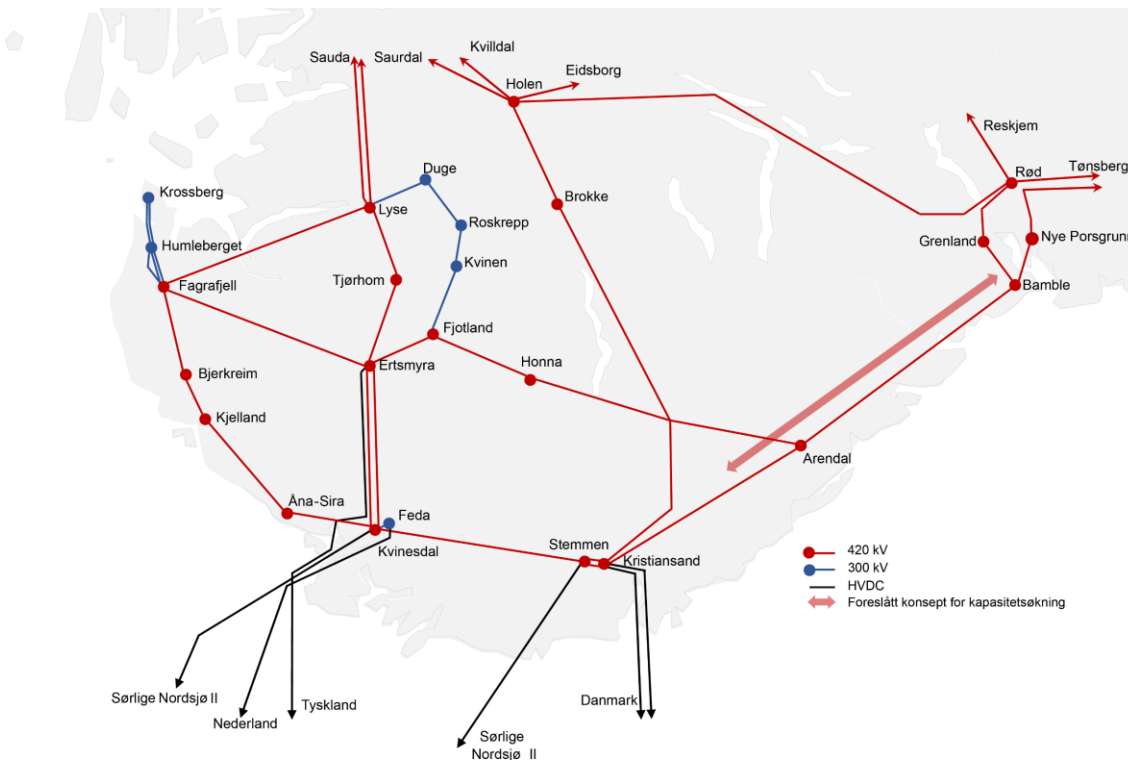 Kvilldal
Sauda
Saurdal
Eidsborg
Holen
Reskjem
Duge
Rød
Tønsberg
Krossberg
Brokke
Lyse
Roskrepp
Humleberget
Grenland
Nye Porsgrunn
Kvinen
Tjørhom
Fagrafjell
Bamble
Fjotland
Ertsmyra
Honna
Bjerkreim
Kjelland
Arendal
Åna-Sira
Feda
Kvinesdal
Stemmen
Kristiansand
420 kV
300 kV
HVDC
Foreslått konsept for kapasitetsøkning
Sørlige Nordsjø II
Tyskland
Nederland
Danmark
Sørlige
Nordsjø II